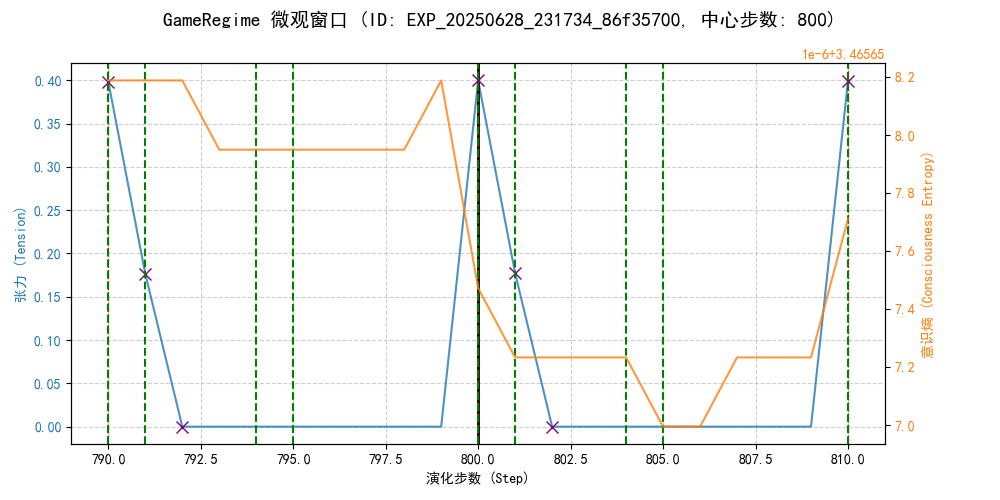 GameRegime 微观窗口 (ID: EXP_20250628_231734_86f35700, 中心步数: 800)
1e-6+3.46565
0.40
0.35
0.30
0.25
0.20
0.15
0.10
0.05
0.00
张力 (Tension)
8.2
8.0
7.8
7.6
7.4
7.2
7.0
意识熵 (Consciousness Entropy)
790.0 792.5 795.0 797.5 800.0 802.5 805.0 807.5 810.0
演化步数 (Step)